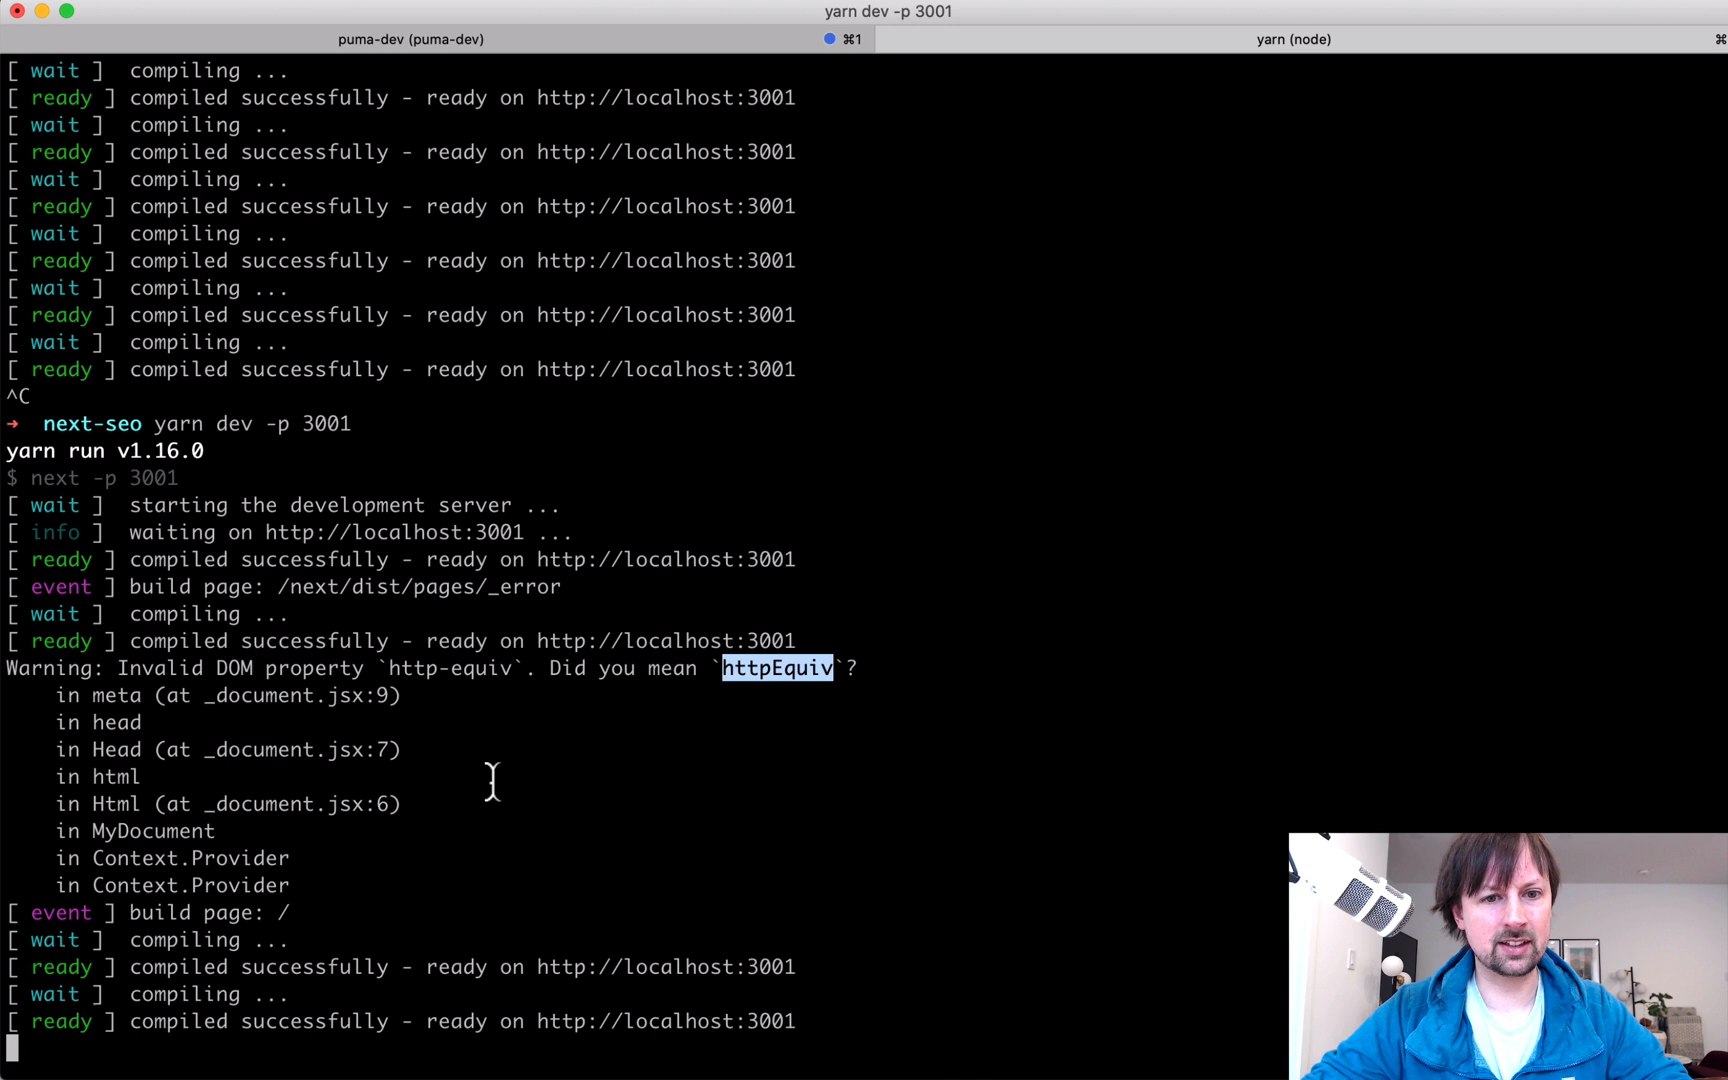 yarn dev -p 3001
puma-dev (puma-dev)
⌘1
yarn (node)
⌘
[ wait ]  compiling ...
[ ready ] compiled successfully - ready on http://localhost:3001
[ wait ]  compiling ...
[ ready ] compiled successfully - ready on http://localhost:3001
[ wait ]  compiling ...
[ ready ] compiled successfully - ready on http://localhost:3001
[ wait ]  compiling ...
[ ready ] compiled successfully - ready on http://localhost:3001
[ wait ]  compiling ...
[ ready ] compiled successfully - ready on http://localhost:3001
[ wait ]  compiling ...
[ ready ] compiled successfully - ready on http://localhost:3001
^C
➜  next-seo yarn dev -p 3001
yarn run v1.16.0
$ next -p 3001
[ wait ]  starting the development server ...
[ info ]  waiting on http://localhost:3001 ...
[ ready ] compiled successfully - ready on http://localhost:3001
[ event ] build page: /next/dist/pages/_error
[ wait ]  compiling ...
[ ready ] compiled successfully - ready on http://localhost:3001
Warning: Invalid DOM property `http-equiv`. Did you mean `httpEquiv`?
    in meta (at _document.jsx:9)
    in head
    in Head (at _document.jsx:7)
    in html
    in Html (at _document.jsx:6)
    in MyDocument
    in Context.Provider
    in Context.Provider
[ event ] build page: /
[ wait ]  compiling ...
[ ready ] compiled successfully - ready on http://localhost:3001
[ wait ]  compiling ...
[ ready ] compiled successfully - ready on http://localhost:3001